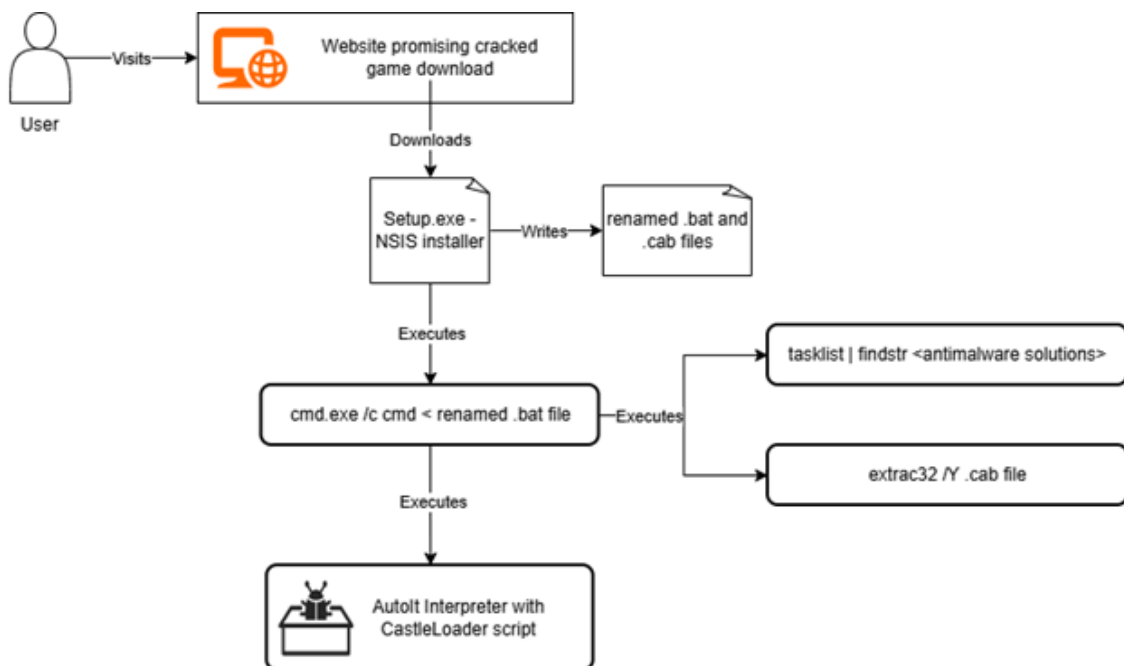 Visits
Website promising cracked
game download
User
Downloads
Setup.exe -
NSIS installer
Writes
renamed .bat and
.cab files
Executes
tasklist | findstr <antimalware solutions>
cmd.exe /c cmd < renamed .bat file
Executes
extrac32 /Y .cab file
Executes
AutoIt Interpreter with
CastleLoader script